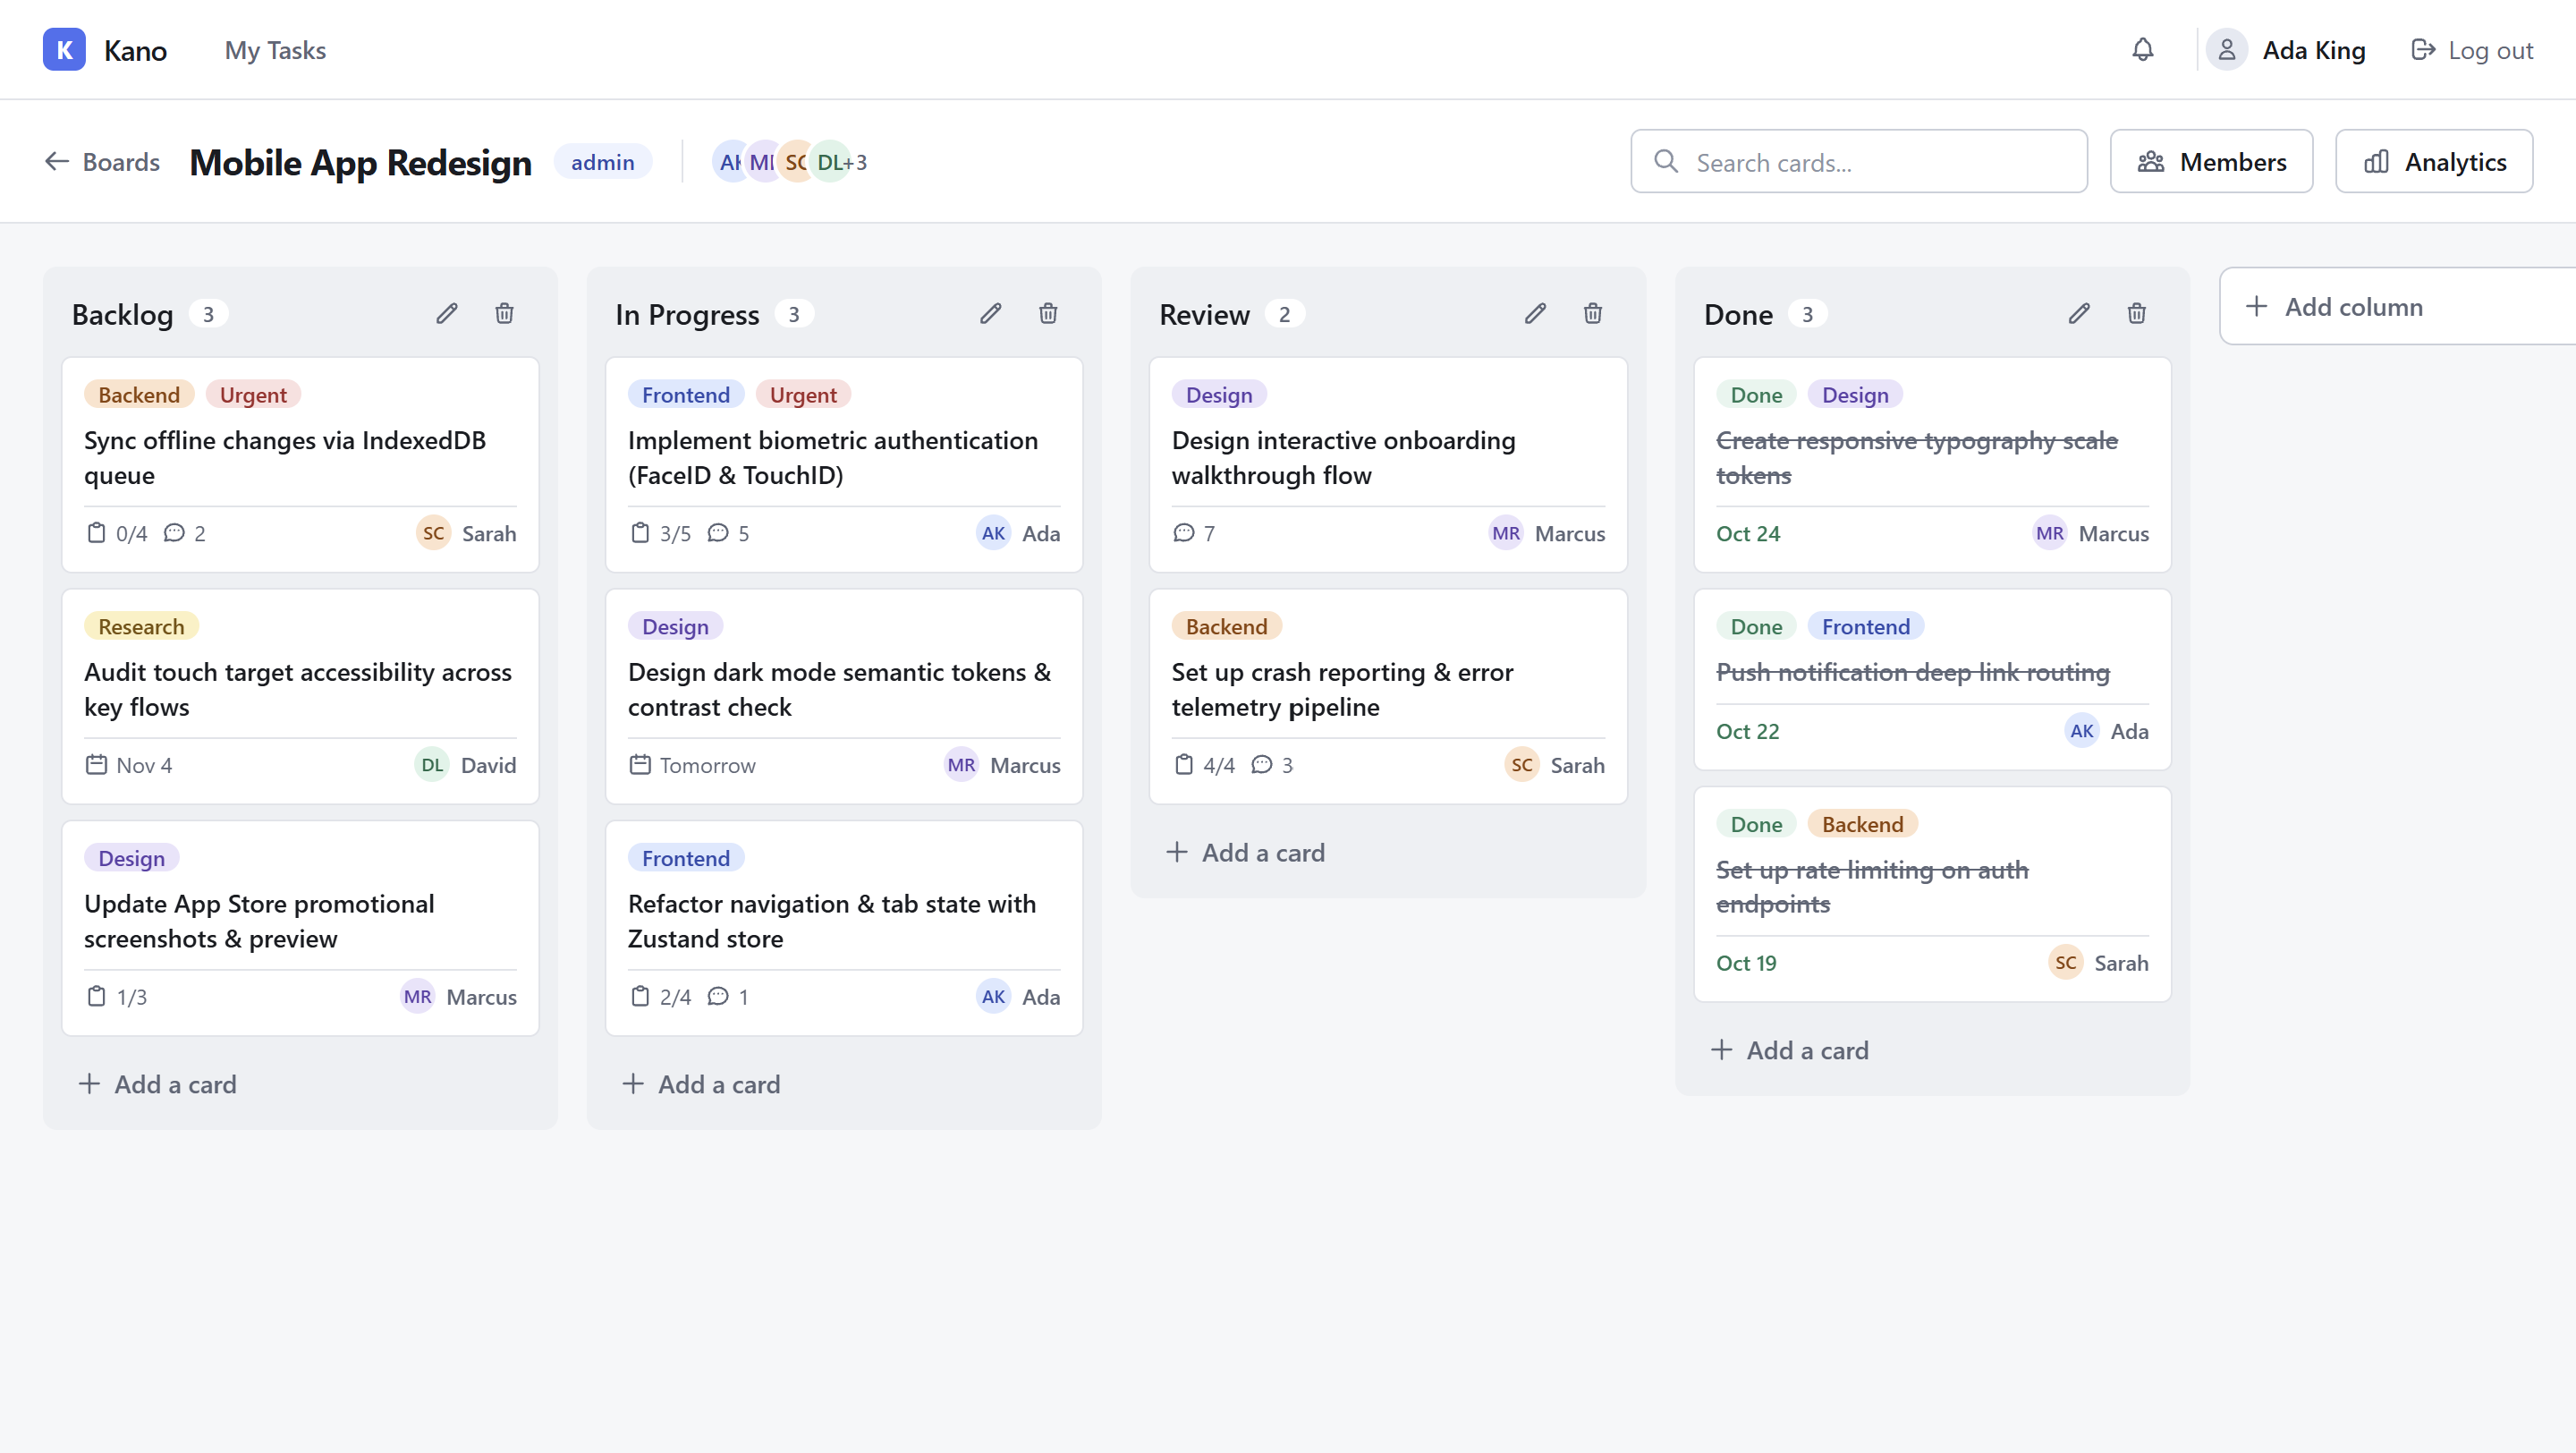 K Kano My Tasks Ada King Log out
Boards Mobile App Redesign admin AK SC DL +3 Search cards... Members Analytics
Backlog 3
Backend Urgent
Sync offline changes via IndexedDB
queue
0/4 2 SC Sarah
Research
Audit touch target accessibility across
key flows
Nov 4 DL David
Design
Update App Store promotional
screenshots & preview
1/3 MR Marcus
Add a card
In Progress 3
Frontend Urgent
Implement biometric authentication
(FaceID & TouchID)
3/5 5 AK Ada
Design
Design dark mode semantic tokens &
contrast check
Tomorrow MR Marcus
Frontend
Refactor navigation & tab state with
Zustand store
2/4 1 AK Ada
Add a card
Review 2
Design
Design interactive onboarding
walkthrough flow
7 MR Marcus
Backend
Set up crash reporting & error
telemetry pipeline
4/4 3 SC Sarah
Add a card
Done 3
Done Design
Create responsive typography scale
tokens
Oct 24 MR Marcus
Done Frontend
Push notification deep link routing
Oct 22 AK Ada
Done Backend
Set up rate limiting on auth
endpoints
Oct 19 SC Sarah
Add a card
Add column